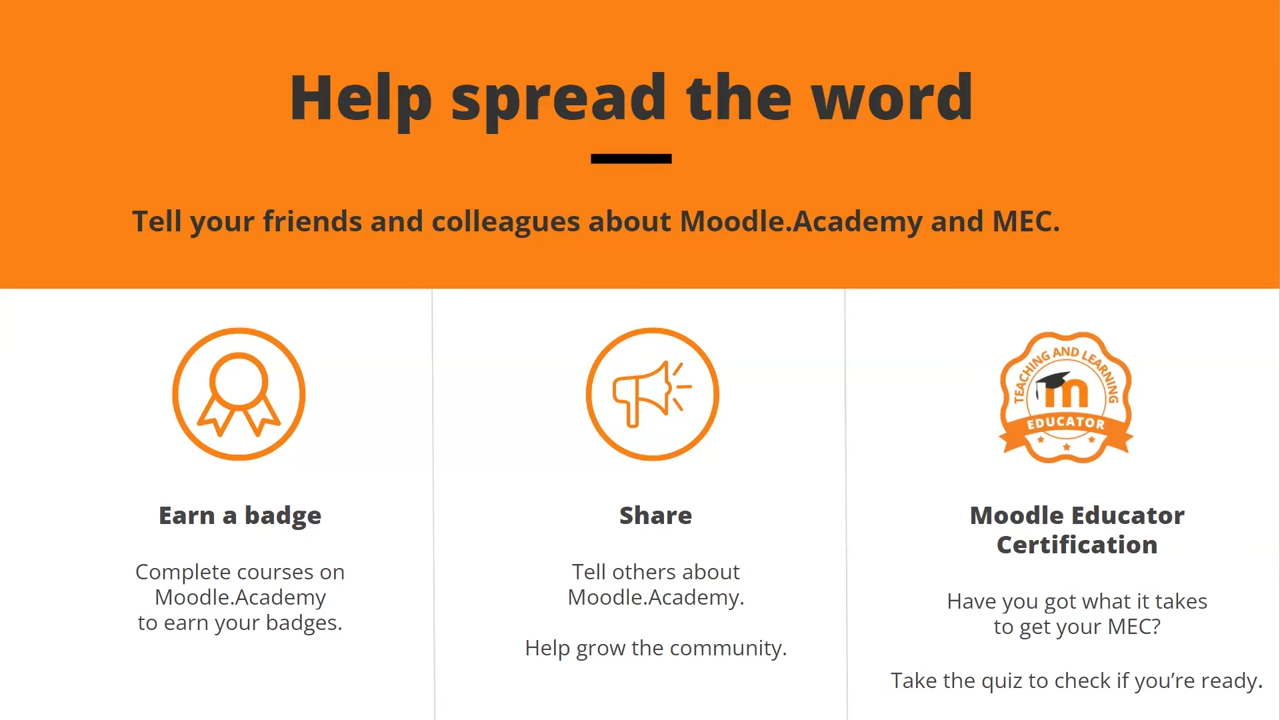 Help spread the word
Tell your friends and colleagues about Moodle.Academy and MEC.
Earn a badge
Complete courses on
Moodle.Academy
to earn your badges.
Share
Tell others about
Moodle.Academy.
Help grow the community.
TEACHING AND LEARNING
m
EDUCATOR
Moodle Educator
Certification
Have you got what it takes
to get your MEC?
Take the quiz to check if you’re ready.